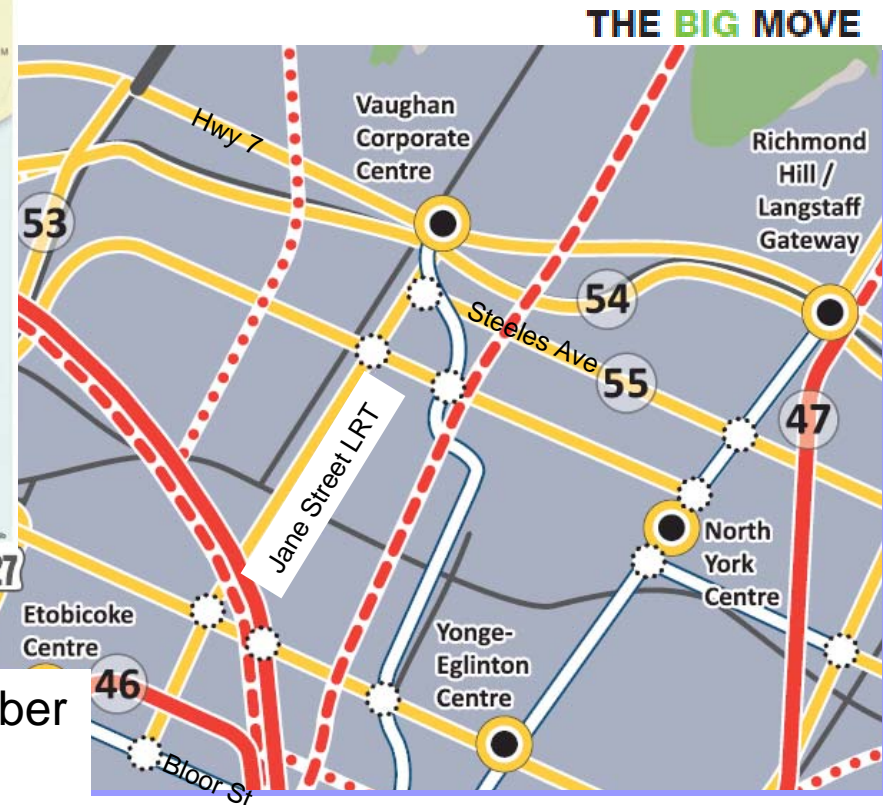 THE BIG MOVE
M
Hwy 7
Vaughan
Corporate
Centre
Richmond
Hill /
Langstaff
Gateway
53
54
Steeles Ave
55
47
Jane Street LRT
North
York
Centre
27
Etobicoke
Centre
Yonge-
Eglinton
Centre
46
ber
Bloor St